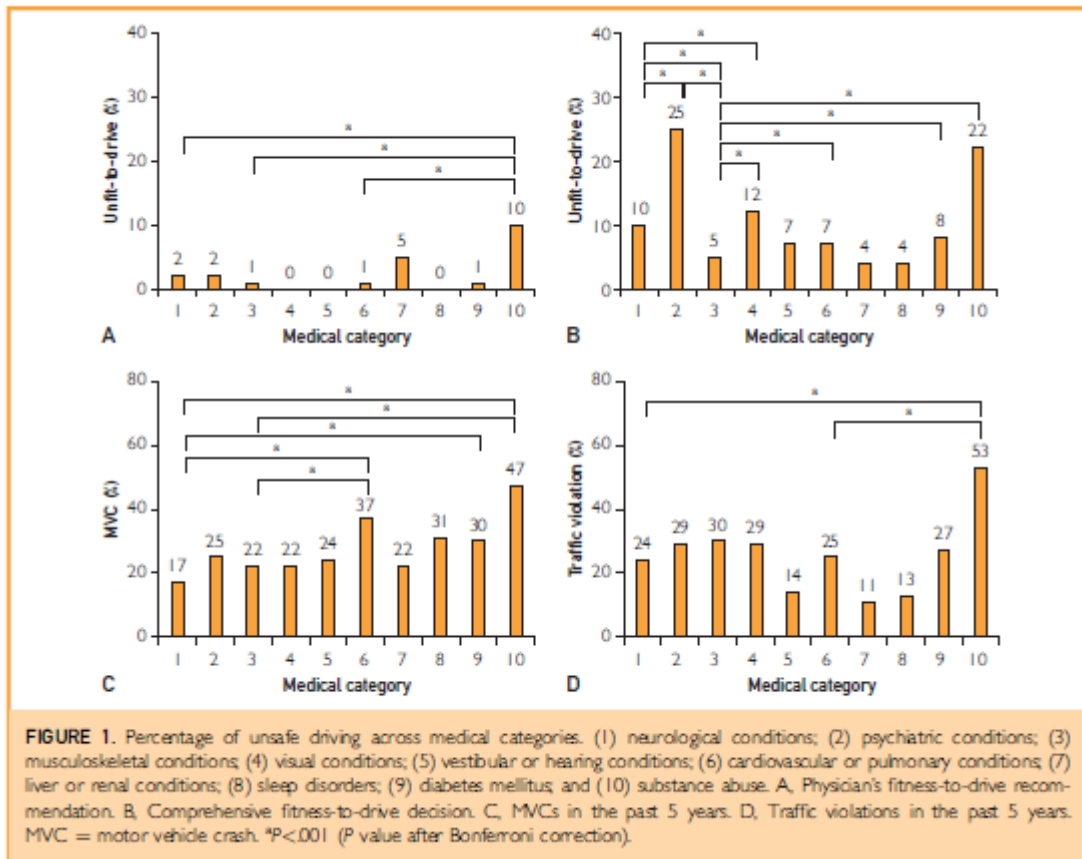 Unfit-to-drive (%)
40
30
20
10
0
*
*
*
2 2 1 0 0 1 5 0 1 10
1 2 3 4 5 6 7 8 9 10
A Medical category
Unfit-to-drive (%)
40
30
20
10
0
*
*
* *
*
*
*
*
10 25 5 12 7 7 4 4 8 22
1 2 3 4 5 6 7 8 9 10
B Medical category
MVC (%)
80
60
40
20
0
*
*
*
*
*
17 25 22 22 24 37 22 31 30 47
1 2 3 4 5 6 7 8 9 10
C Medical category
Traffic violation (%)
80
60
40
20
0
*
*
24 29 30 29 14 25 11 13 27 53
1 2 3 4 5 6 7 8 9 10
D Medical category
FIGURE 1. Percentage of unsafe driving across medical categories. (1) neurological conditions; (2) psychiatric conditions; (3)
musculoskeletal conditions; (4) visual conditions; (5) vestibular or hearing conditions; (6) cardiovascular or pulmonary conditions; (7)
liver or renal conditions; (8) sleep disorders; (9) diabetes mellitus; and (10) substance abuse. A, Physician's fitness-to-drive recom-
mendation. B, Comprehensive fitness-to-drive decision. C, MVCs in the past 5 years. D, Traffic violations in the past 5 years.
MVC = motor vehicle crash. *P<.001 (P value after Bonferroni correction).